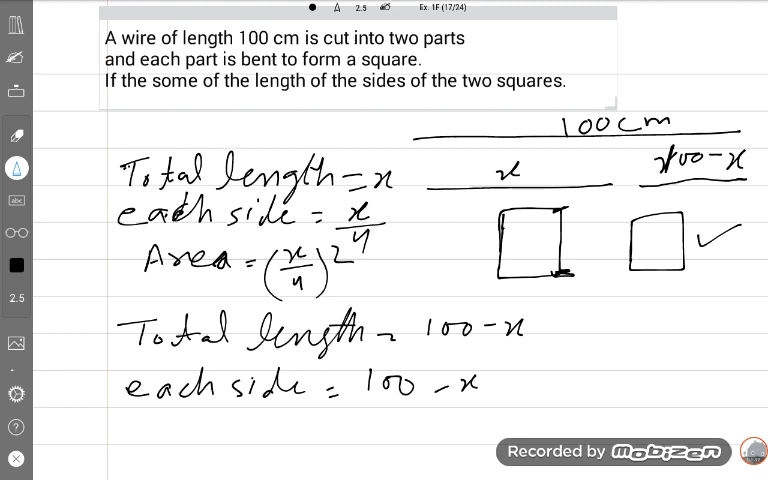 2.5 Ex. 1F (17/24)
A wire of length 100 cm is cut into two parts
and each part is bent to form a square.
If the some of the length of the sides of the two squares.
100cm
x 100-x
Total length = x
each side = x/4
Area = (x/4)2
Total length = 100-x
each side = 100 - x
abc
2.5
Recorded by mobizen